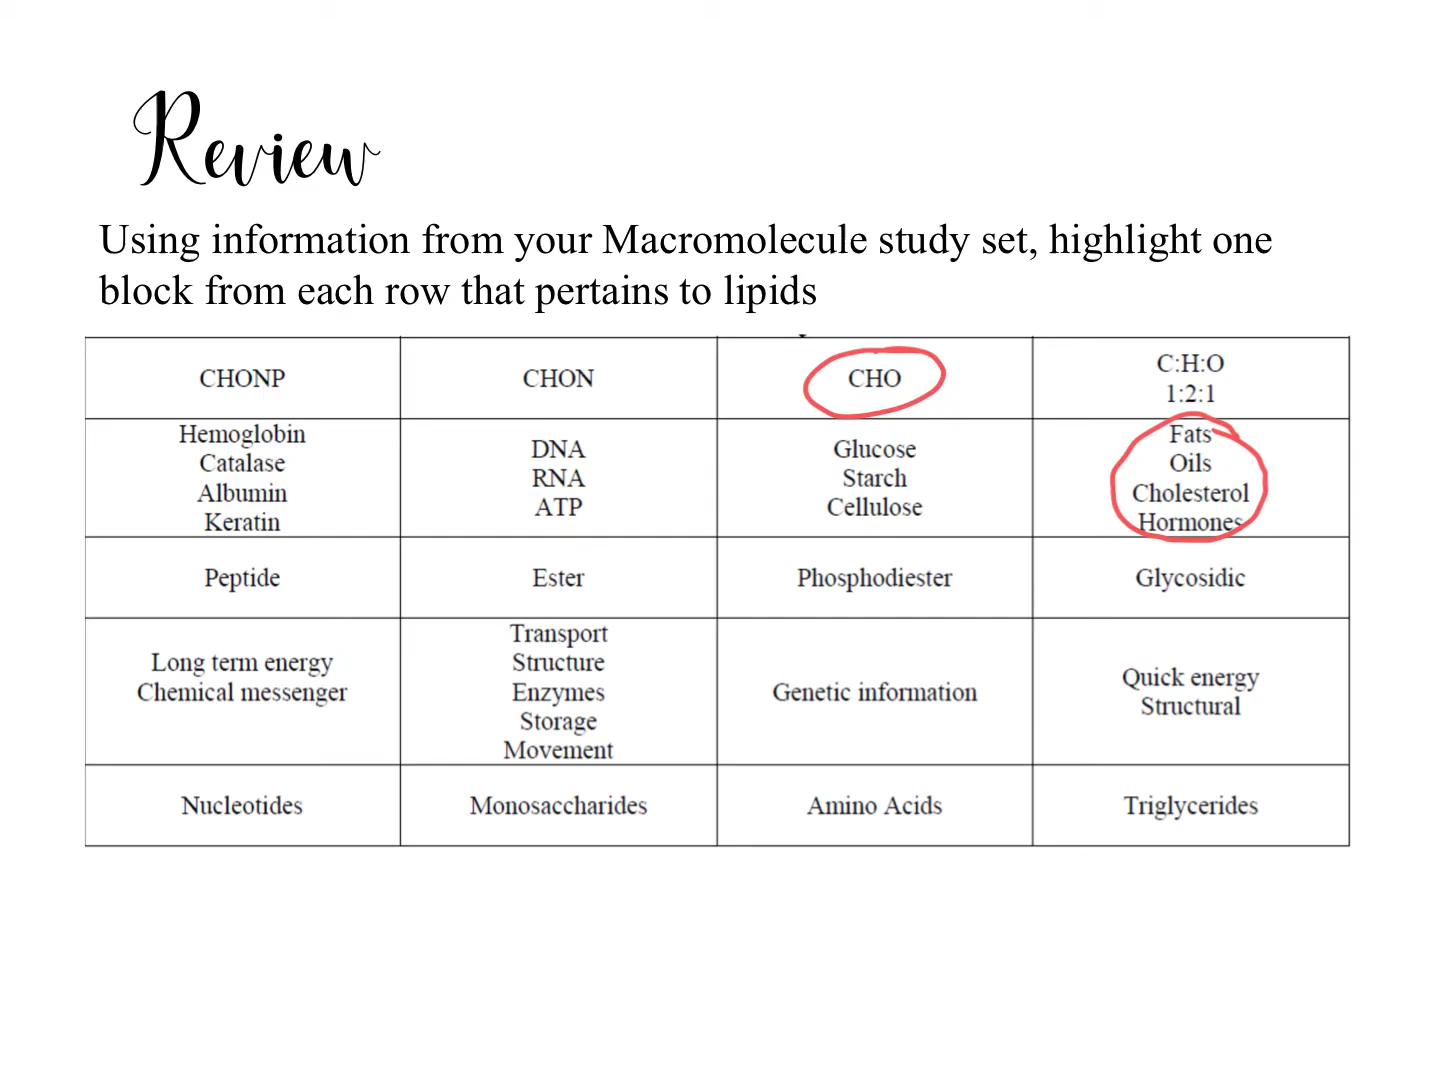 Review
Using information from your Macromolecule study set, highlight one
block from each row that pertains to lipids
CHONP
CHON
CHO
C:H:O
1:2:1
Hemoglobin
Catalase
Albumin
Keratin
DNA
RNA
ATP
Glucose
Starch
Cellulose
Fats
Oils
Cholesterol
Hormones
Peptide
Ester
Phosphodiester
Glycosidic
Long term energy
Chemical messenger
Transport
Structure
Enzymes
Storage
Movement
Genetic information
Quick energy
Structural
Nucleotides
Monosaccharides
Amino Acids
Triglycerides